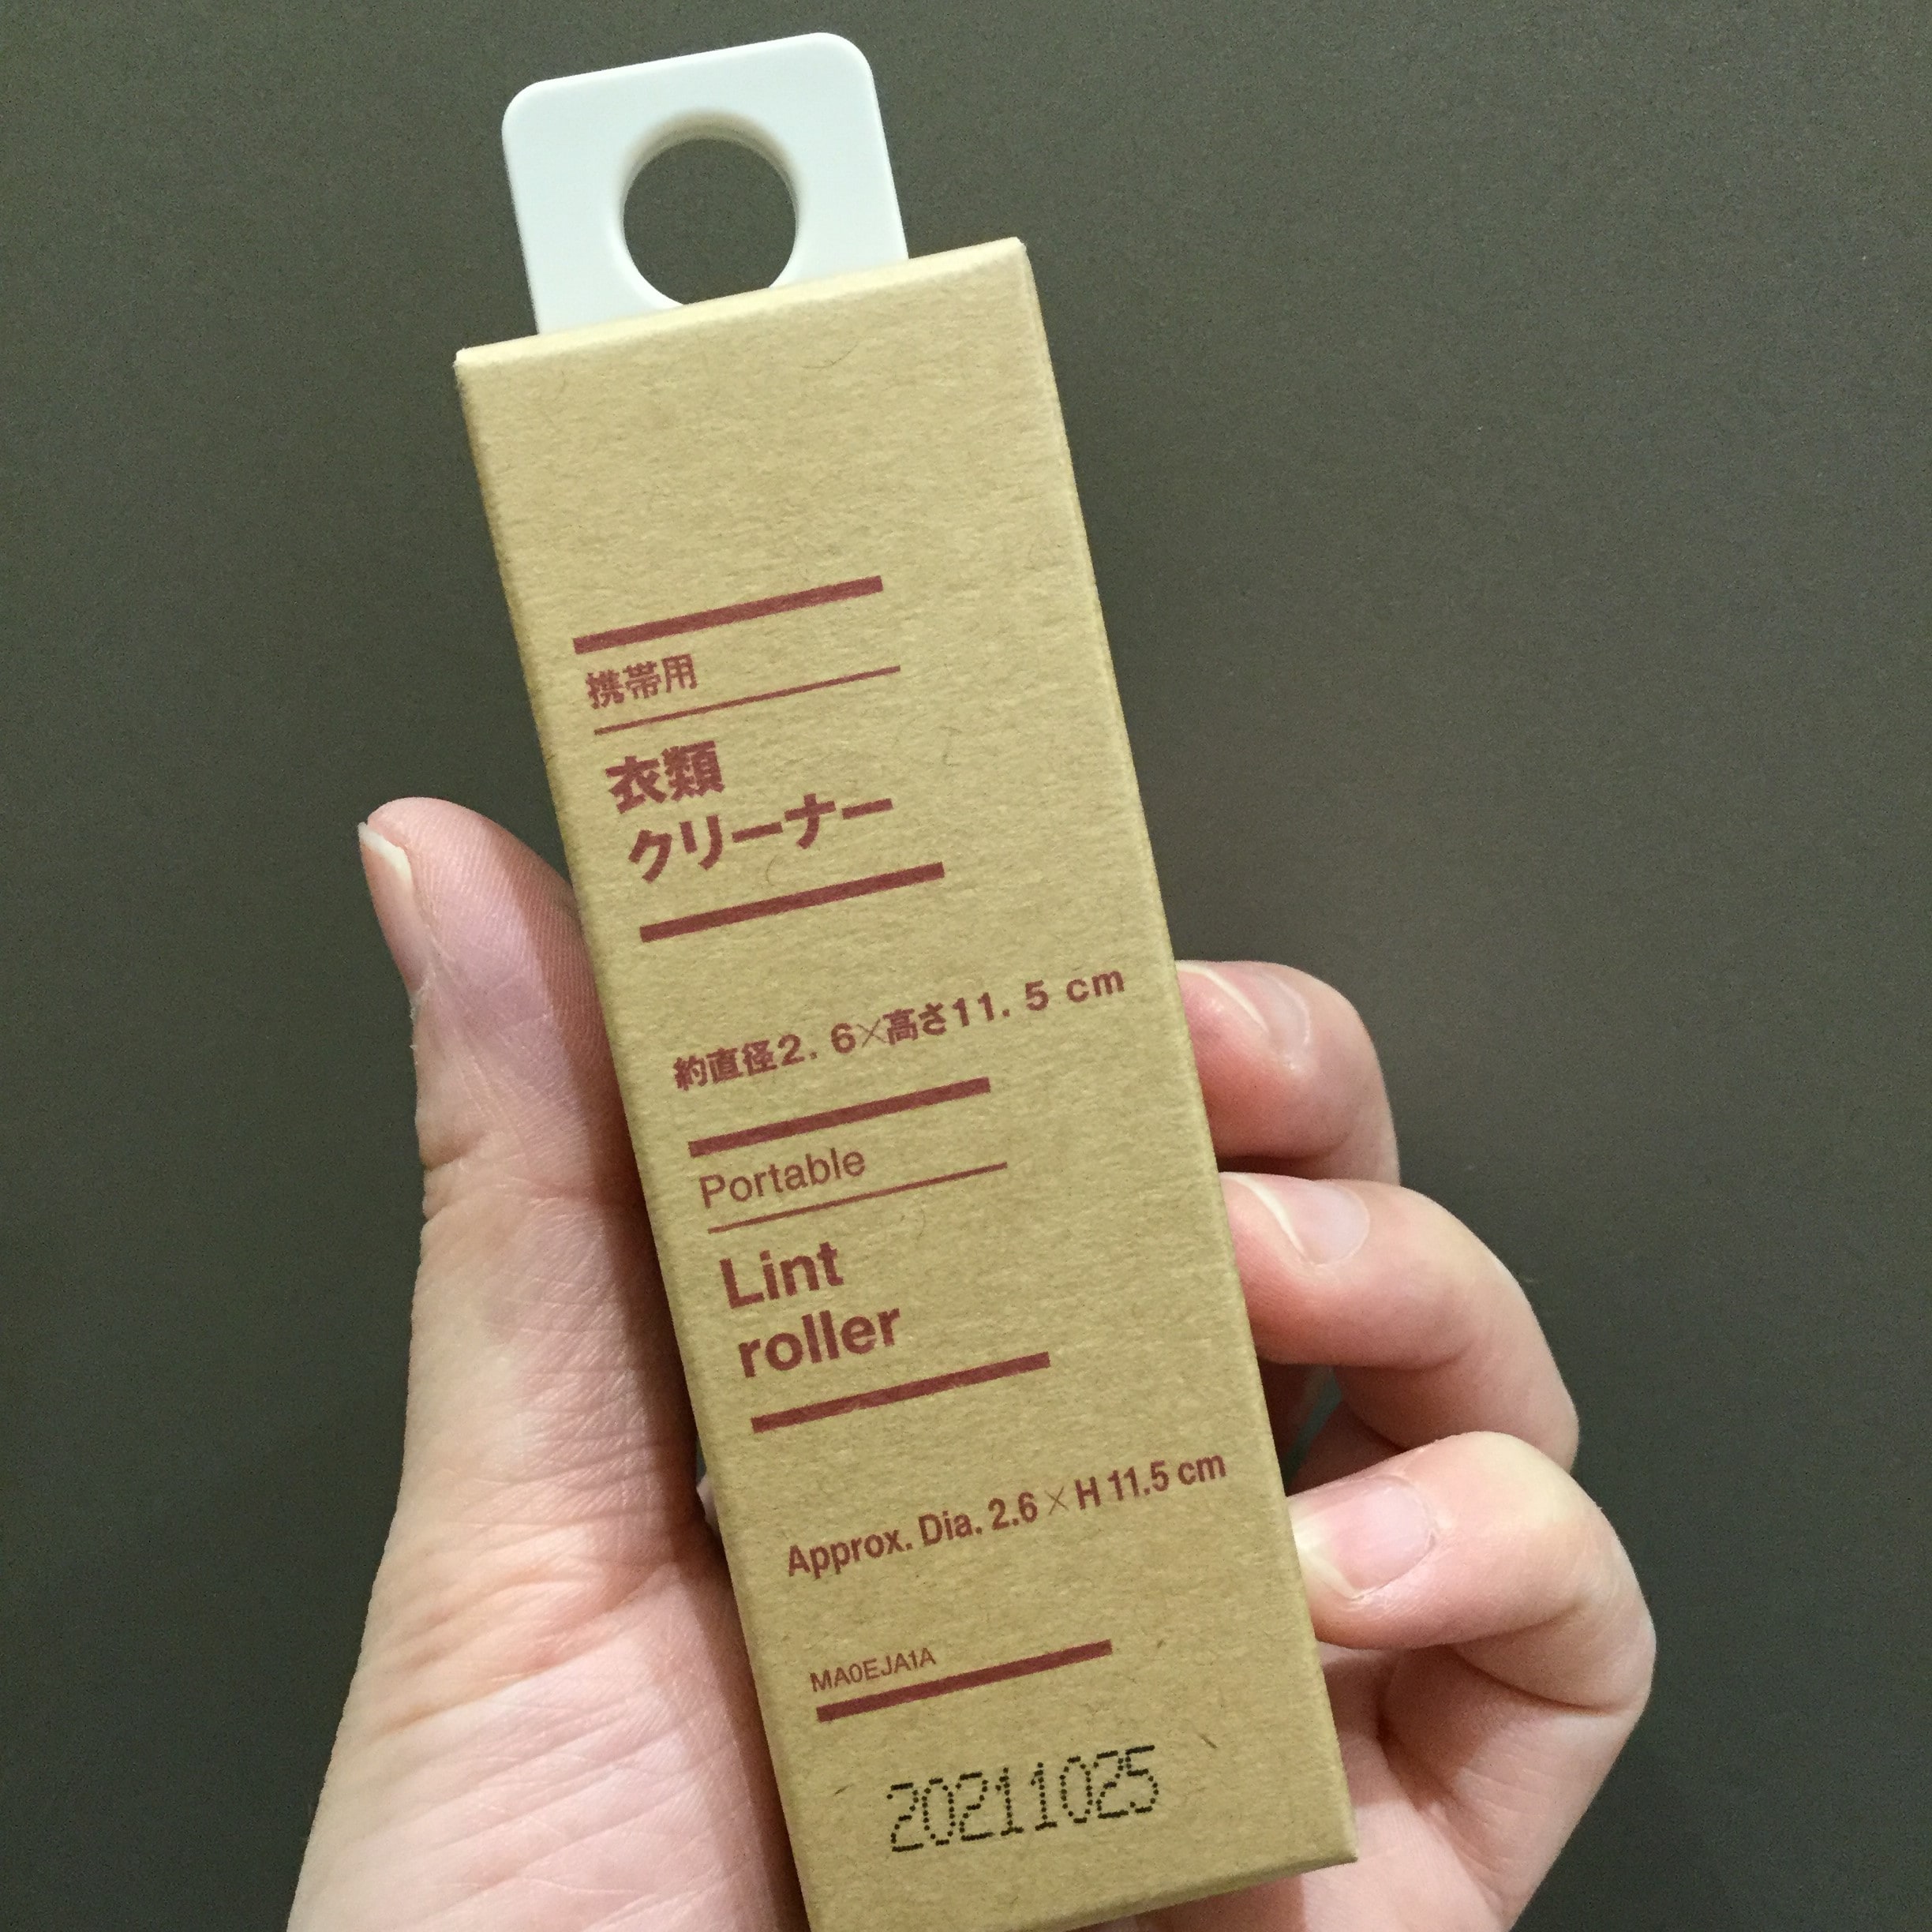 携帯用
衣類
クリーナー
約直径2.6×高さ11.5 cm
Portable
Lint
roller
Approx. Dia. 2.6 × H 11.5 cm
MA0EJA1A
20211025